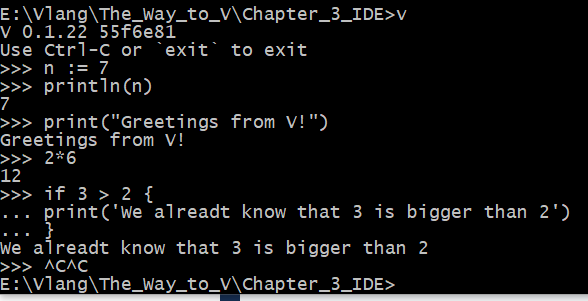 E:\Vlang\The_Way_to_V\Chapter_3_IDE>v
V 0.1.22 55f6e81
Use Ctrl-C or `exit` to exit
>>> n := 7
>>> println(n)
7
>>> print("Greetings from V!")
Greetings from V!
>>> 2*6
12
>>> if 3 > 2 {
... print('We alreadt know that 3 is bigger than 2')
... }
We alreadt know that 3 is bigger than 2
>>> ^C^C
E:\Vlang\The_Way_to_V\Chapter_3_IDE>